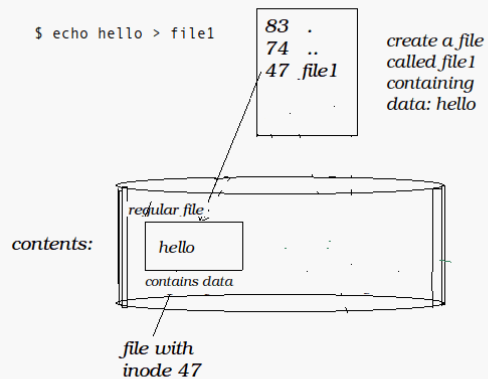 $ echo hello > file1
83 .
74 ..
47 file1
create a file
called file1
containing
data: hello
regular file
contents:
hello
contains data
file with
inode 47